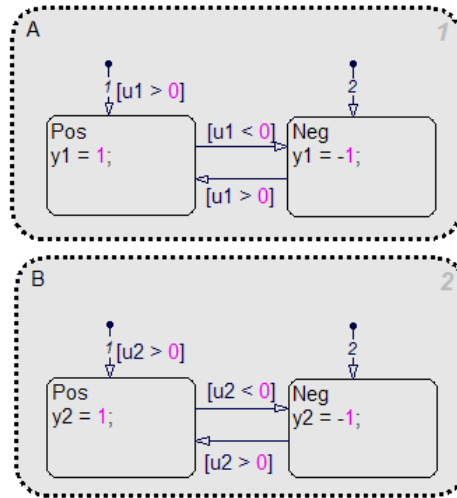 A
1
1
[u1 > 0]
2
Pos
y1 = 1;
[u1 < 0]
Neg
y1 = -1;
[u1 > 0]
B
2
1
[u2 > 0]
2
Pos
y2 = 1;
[u2 < 0]
Neg
y2 = -1;
[u2 > 0]